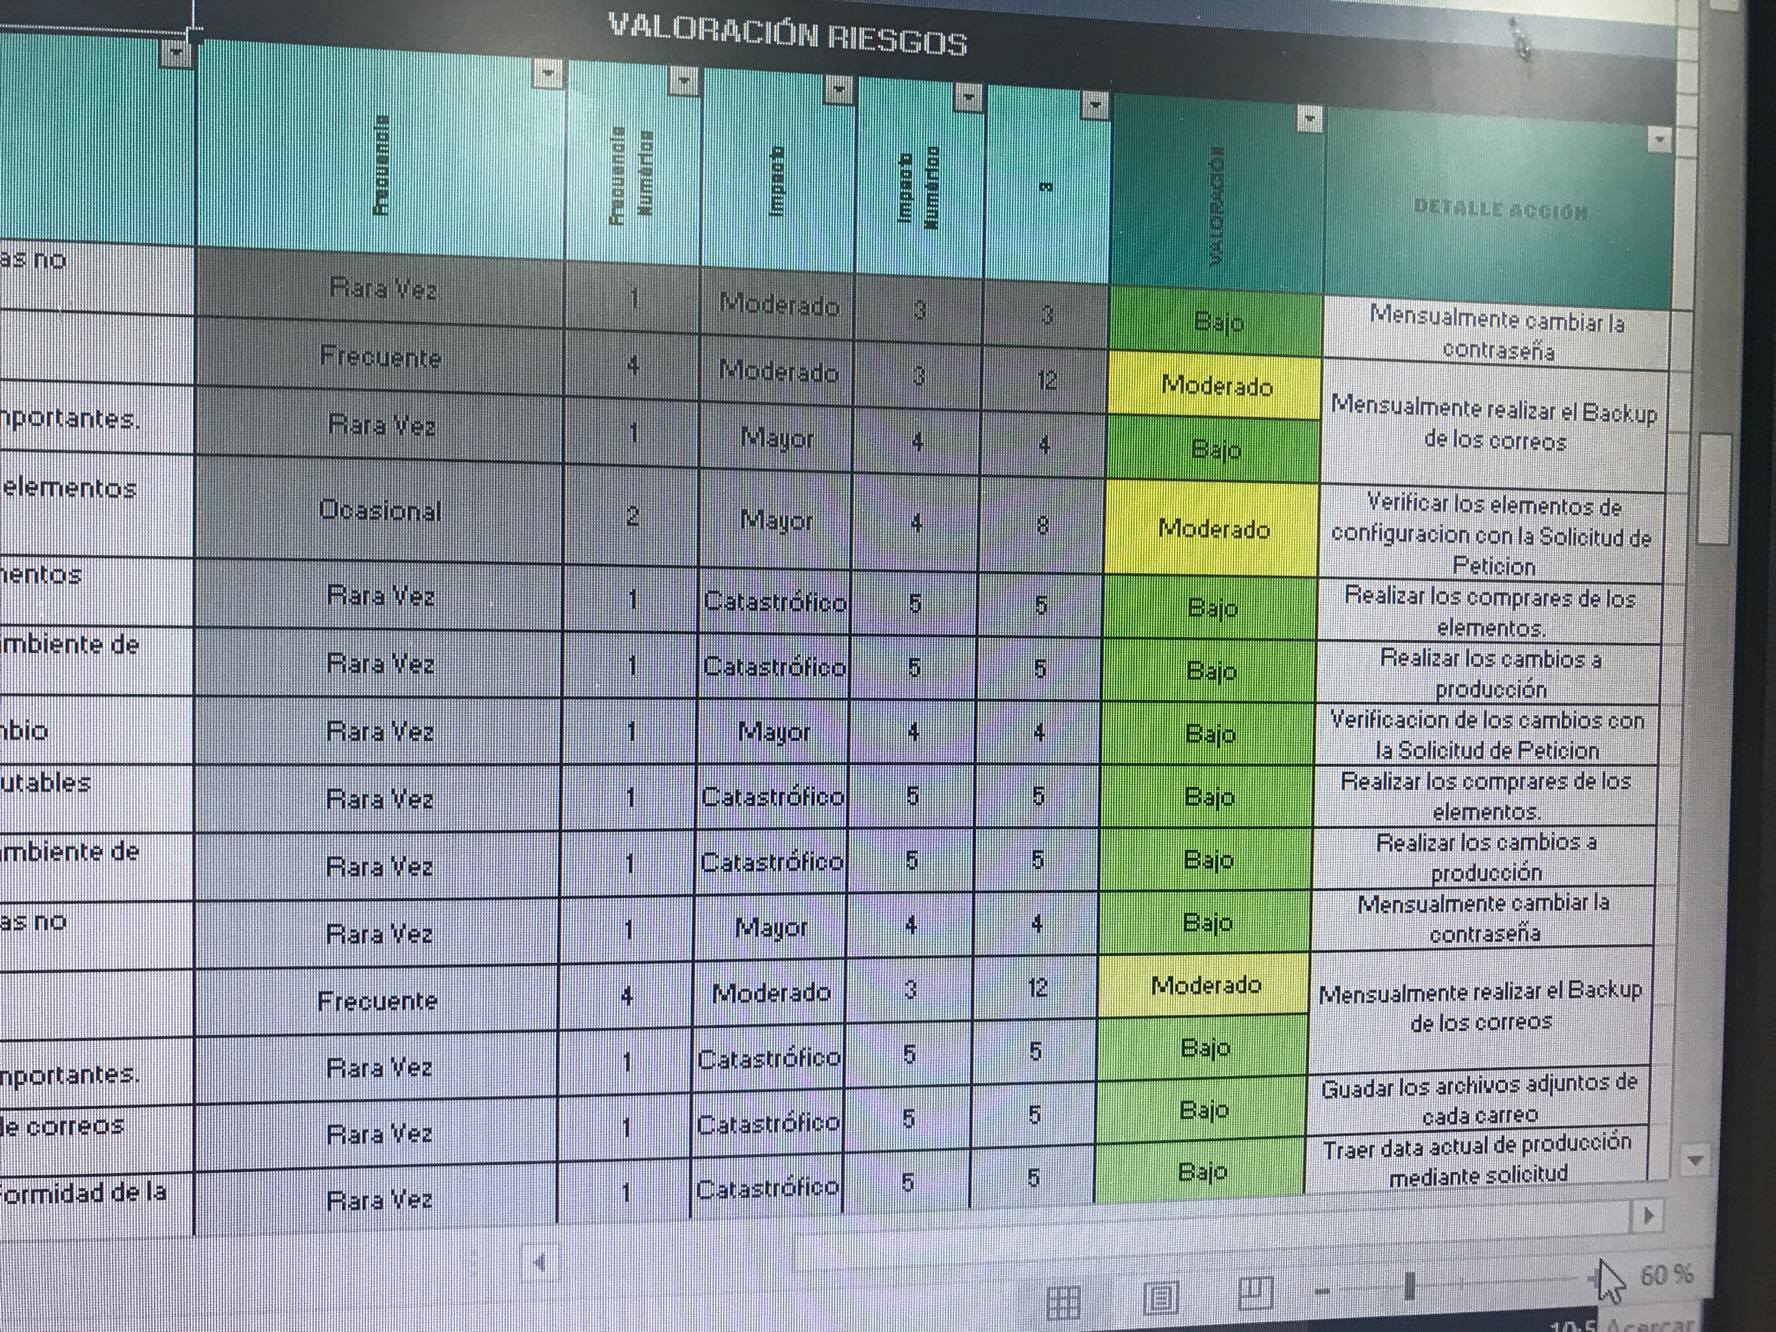 VALORACIÓN RIESGOS
Frequencia
Frequencia
Numérica
Impacto
Impacto
Numérico
VALORACIÓN
DETALLE ACCIÓN
as no
Rara Vez 1 Moderado 3 3 Bajo Mensualmente cambiar la
contraseña
Frecuente 4 Moderado 3 12 Moderado
Mensualmente realizar el Backup
de los correos
mportantes. Rara Vez 1 Mayor 4 4 Bajo
elementos Ocasional 2 Mayor 4 8 Moderado Verificar los elementos de
configuracion con la Solicitud de
Peticion
mentos Rara Vez 1 Catastrófico 5 5 Bajo Realizar los comprares de los
elementos.
ambiente de Rara Vez 1 Catastrófico 5 5 Bajo Realizar los cambios a
producción
mbio Rara Vez 1 Mayor 4 4 Bajo Verificacion de los cambios con
la Solicitud de Peticion
utables Rara Vez 1 Catastrófico 5 5 Bajo Realizar los comprares de los
elementos.
ambiente de Rara Vez 1 Catastrófico 5 5 Bajo Realizar los cambios a
producción
as no Rara Vez 1 Mayor 4 4 Bajo Mensualmente cambiar la
contraseña
Frecuente 4 Moderado 3 12 Moderado Mensualmente realizar el Backup
de los correos
mportantes. Rara Vez 1 Catastrófico 5 5 Bajo
de correos Rara Vez 1 Catastrófico 5 5 Bajo Guadar los archivos adjuntos de
cada carreo
formidad de la Rara Vez 1 Catastrófico 5 5 Bajo Traer data actual de producción
mediante solicitud
60 %
Acercar